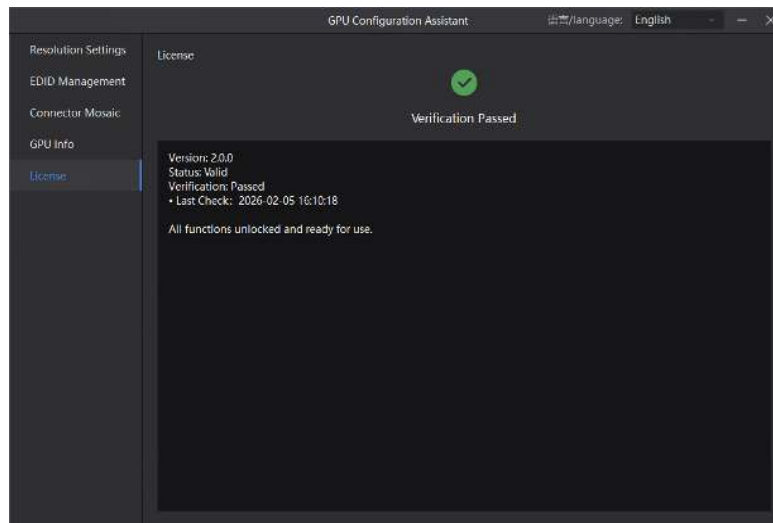 GPU Configuration Assistant
语言/language: English
Resolution Settings
EDID Management
Connector Mosaic
GPU Info
License
License
Verification Passed
Version: 2.0.0
Status: Valid
Verification: Passed
• Last Check: 2026-02-05 16:10:18
All functions unlocked and ready for use.